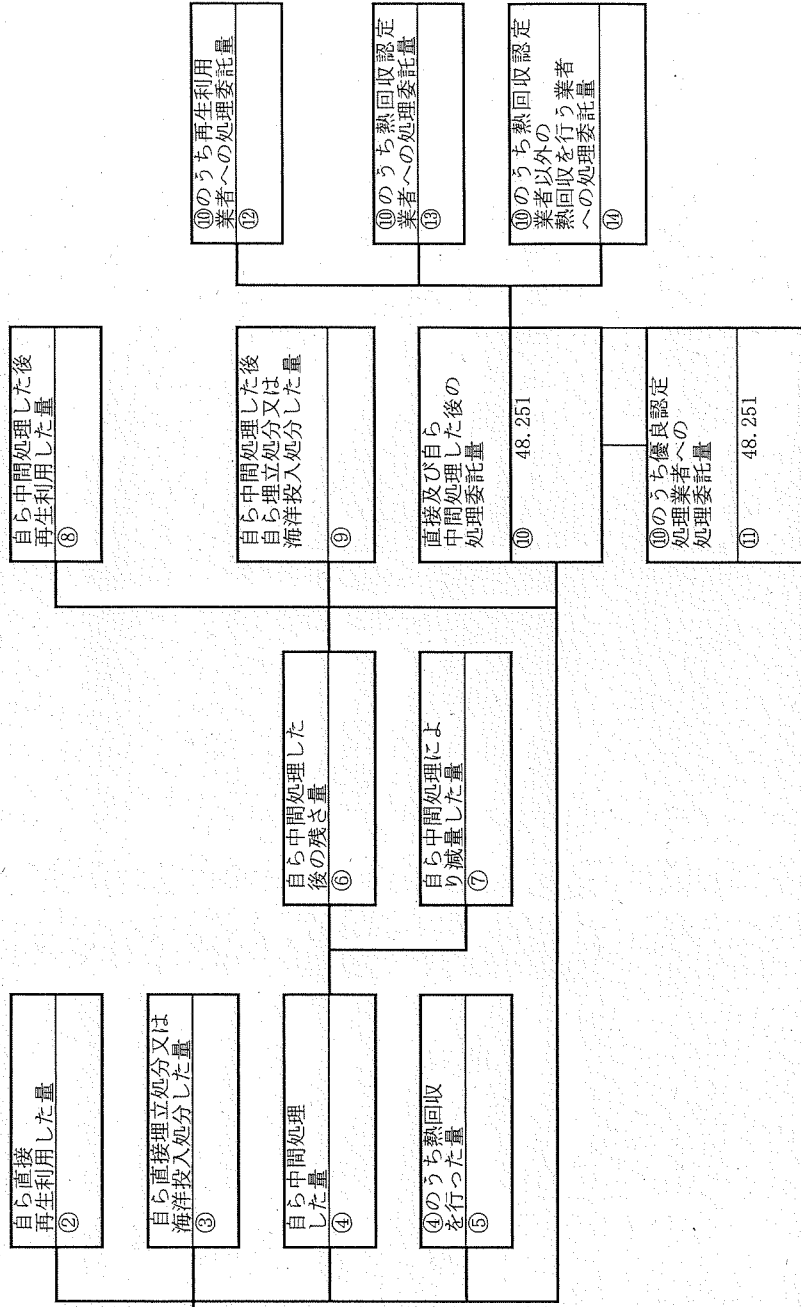 自ら直接
再生利用した量
②
自ら直接埋立処分又は
海洋投入処分した量
③
自ら中間処理
した量
④
④のうち熱回収
を行った量
⑤
自ら中間処理した
後の残さ量
⑥
自ら中間処理によ
り減量した量
⑦
自ら中間処理した後
再生利用した量
⑧
自ら中間処理した後
自ら埋立処分又は
海洋投入処分した量
⑨
直接及び自ら
中間処理した後の
処理委託量
⑩ 48.251
⑩のうち優良認定
処理業者への
処理委託量
⑪ 48.251
⑩のうち再生利用
業者への処理委託量
⑫
⑩のうち熱回収認定
業者への処理委託量
⑬
⑩のうち熱回収認定
業者以外の
熱回収を行う業者
への処理委託量
⑭